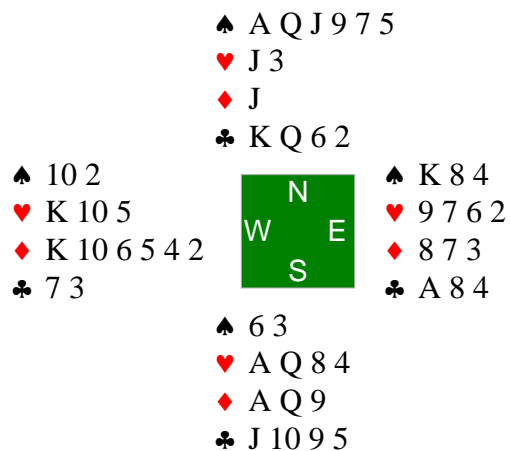 ♠ A Q J 9 7 5
♥ J 3
♦ J
♣ K Q 6 2
♠ 10 2
♥ K 10 5
♦ K 10 6 5 4 2
♣ 7 3
N
W E
S
♠ K 8 4
♥ 9 7 6 2
♦ 8 7 3
♣ A 8 4
♠ 6 3
♥ A Q 8 4
♦ A Q 9
♣ J 10 9 5